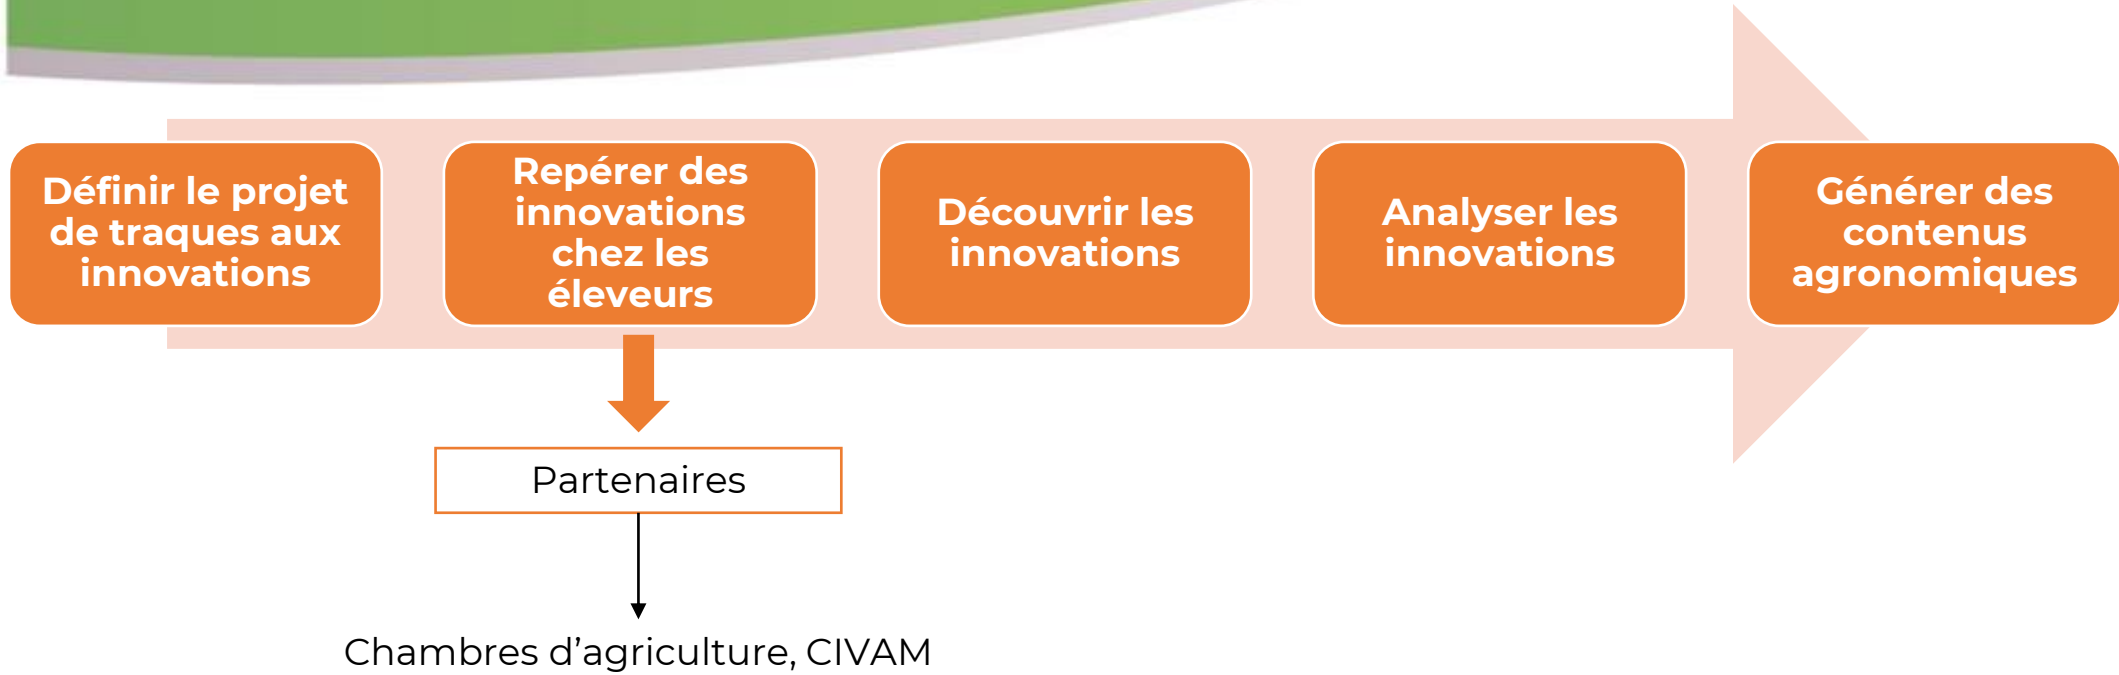 Définir le projet
de traques aux
innovations
Repérer des
innovations
chez les
éleveurs
Découvrir les
innovations
Analyser les
innovations
Générer des
contenus
agronomiques
Partenaires
Chambres d’agriculture, CIVAM